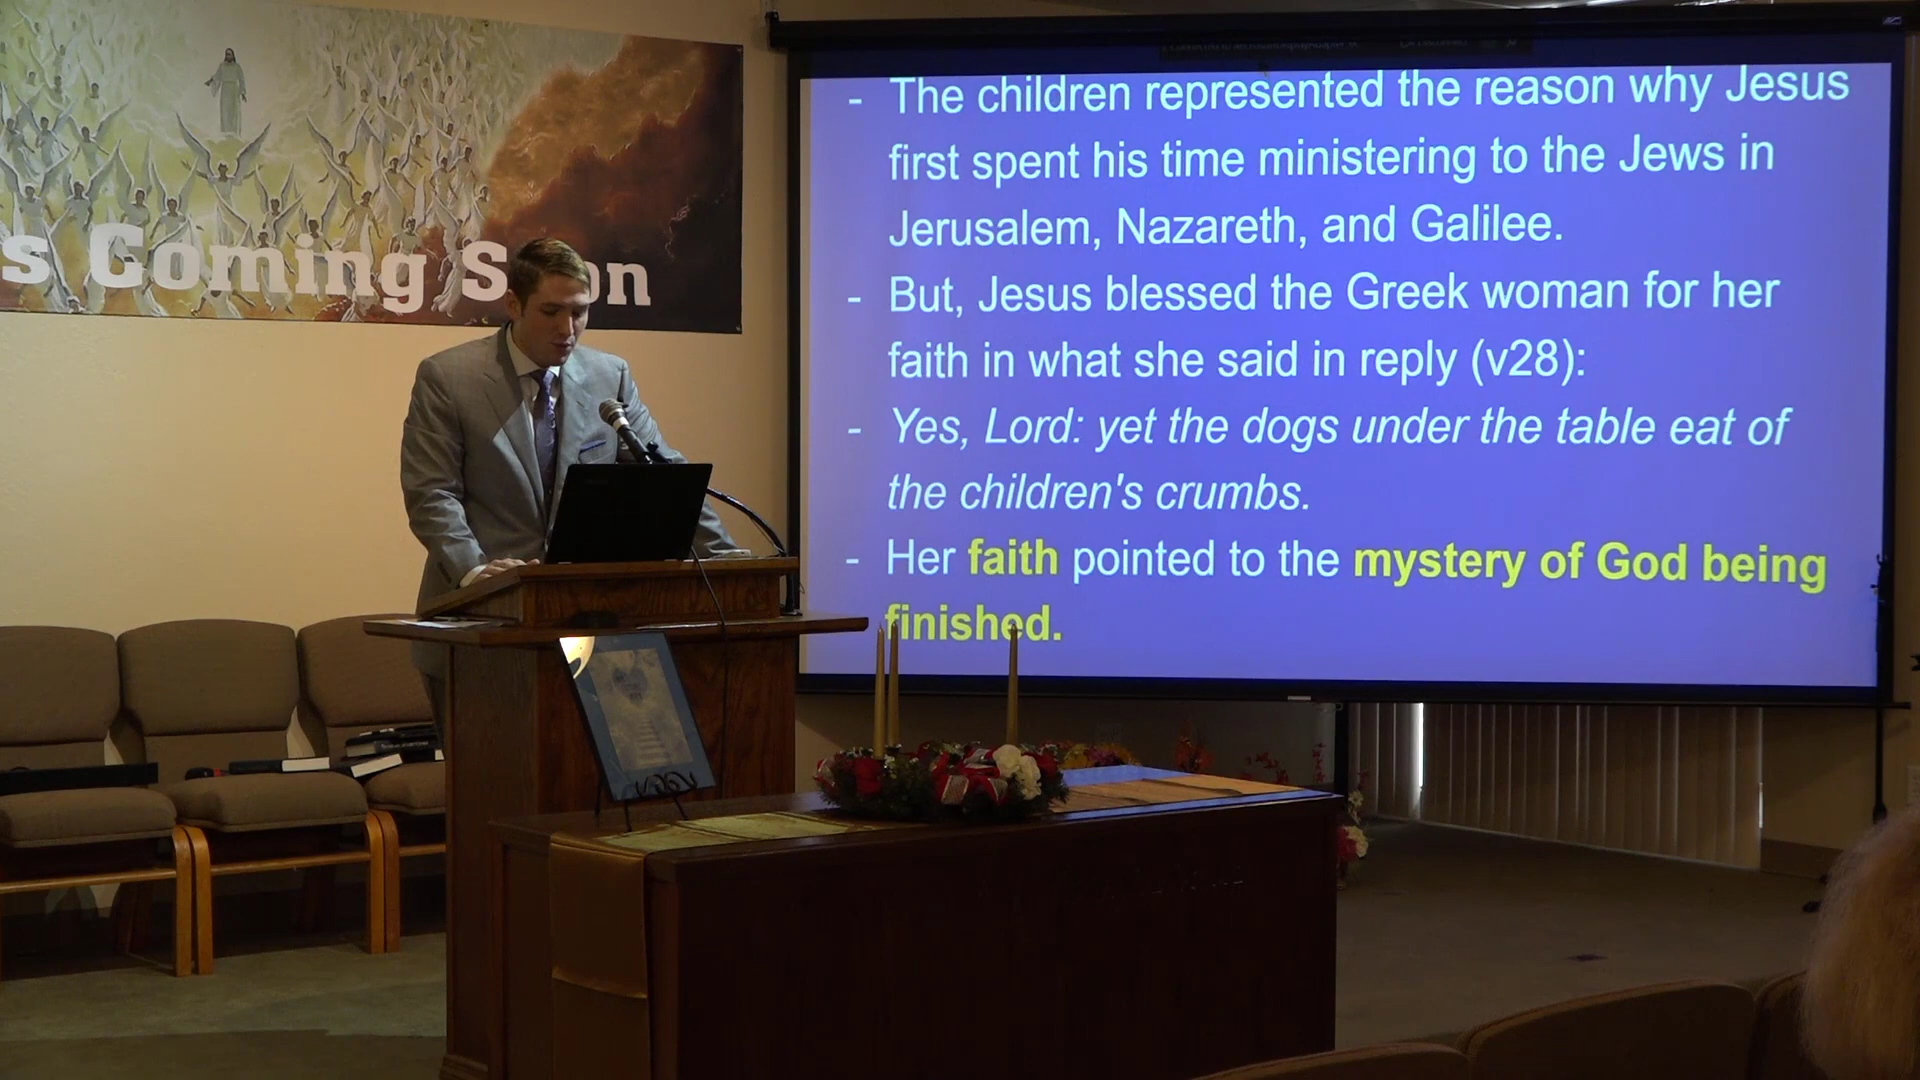 s Coming Soon
- The children represented the reason why Jesus
first spent his time ministering to the Jews in
Jerusalem, Nazareth, and Galilee.
- But, Jesus blessed the Greek woman for her
faith in what she said in reply (v28):
- Yes, Lord: yet the dogs under the table eat of
the children's crumbs.
- Her faith pointed to the mystery of God being
finished.